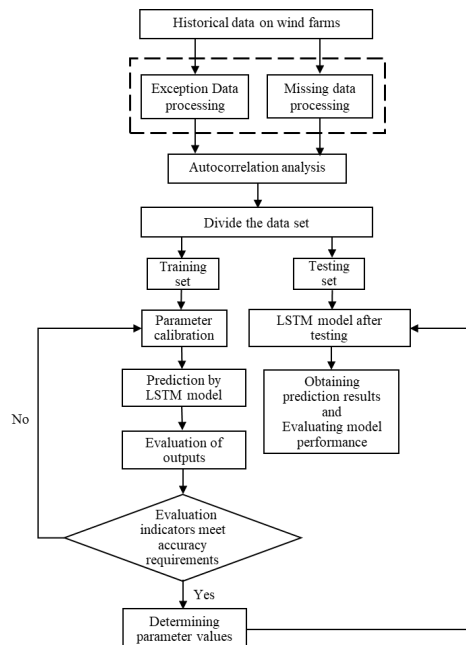 Historical data on wind farms
Exception Data
processing
Missing data
processing
Autocorrelation analysis
Divide the data set
Training
set
Testing
set
Parameter
calibration
LSTM model after
testing
Prediction by
LSTM model
Obtaining
prediction results
and
Evaluating model
performance
No
Evaluation of
outputs
Evaluation
indicators meet
accuracy
requirements
Yes
Determining
parameter values